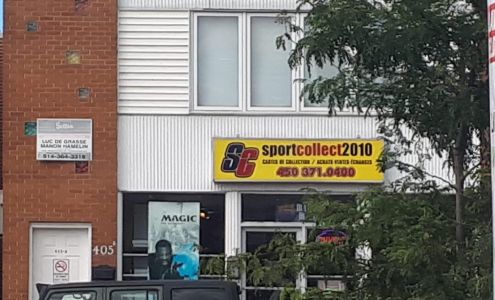 Sutton
LUC DE GRASSE
MANON HAMELIN
514-364-3315
SC sportcollect2010
CARTES DE COLLECTION / ACHATS-VENTES-ÉCHANGES
450 371.0400
MAGIC
405